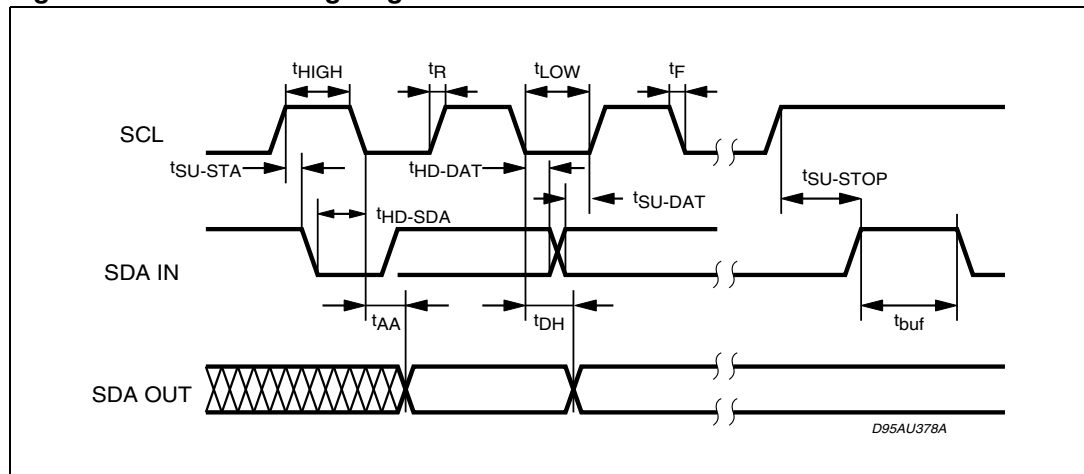 tHIGH
tR
tLOW
tF
SCL
tSU-STA
tHD-DAT
tSU-STOP
tSU-DAT
tHD-SDA
SDA IN
tAA
tDH
tbuf
SDA OUT
D95AU378A